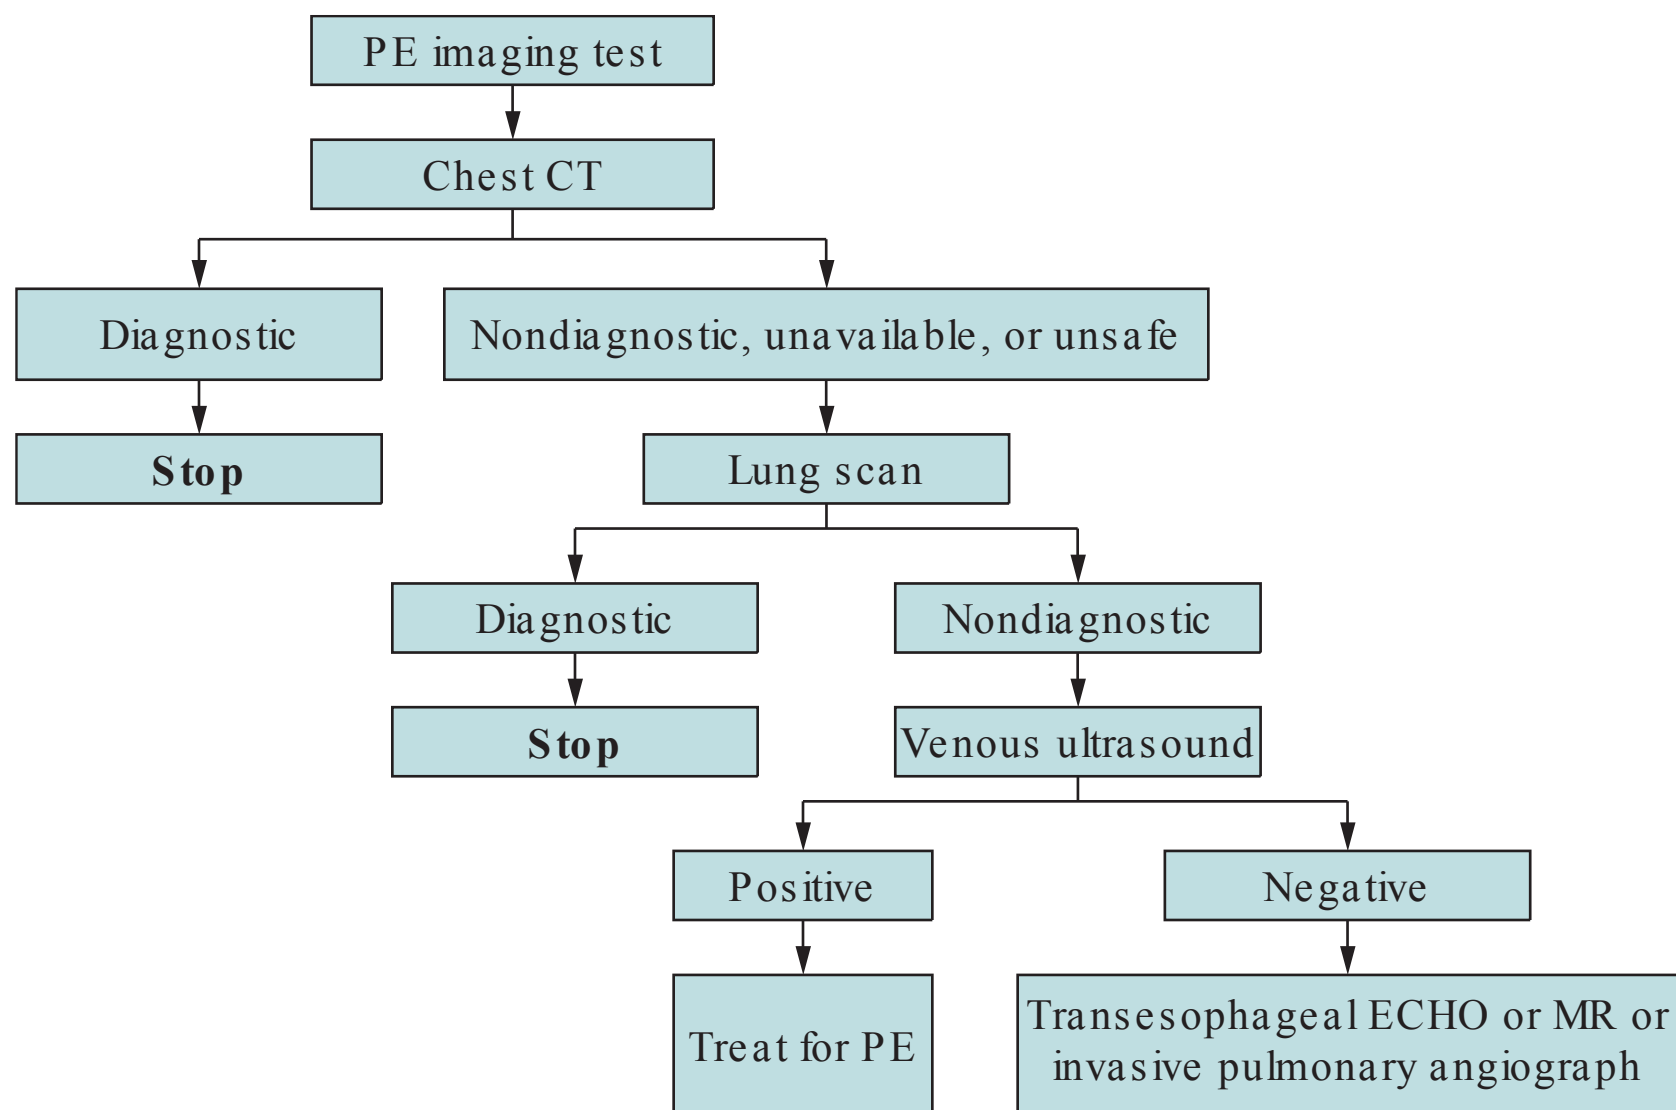 PE imaging test
Chest CT
Diagnostic
Nondiagnostic, unavailable, or unsafe
Stop
Lung scan
Diagnostic
Nondiagnostic
Stop
Venous ultrasound
Positive
Negative
Treat for PE
Transesophageal ECHO or MR or
invasive pulmonary angiograph